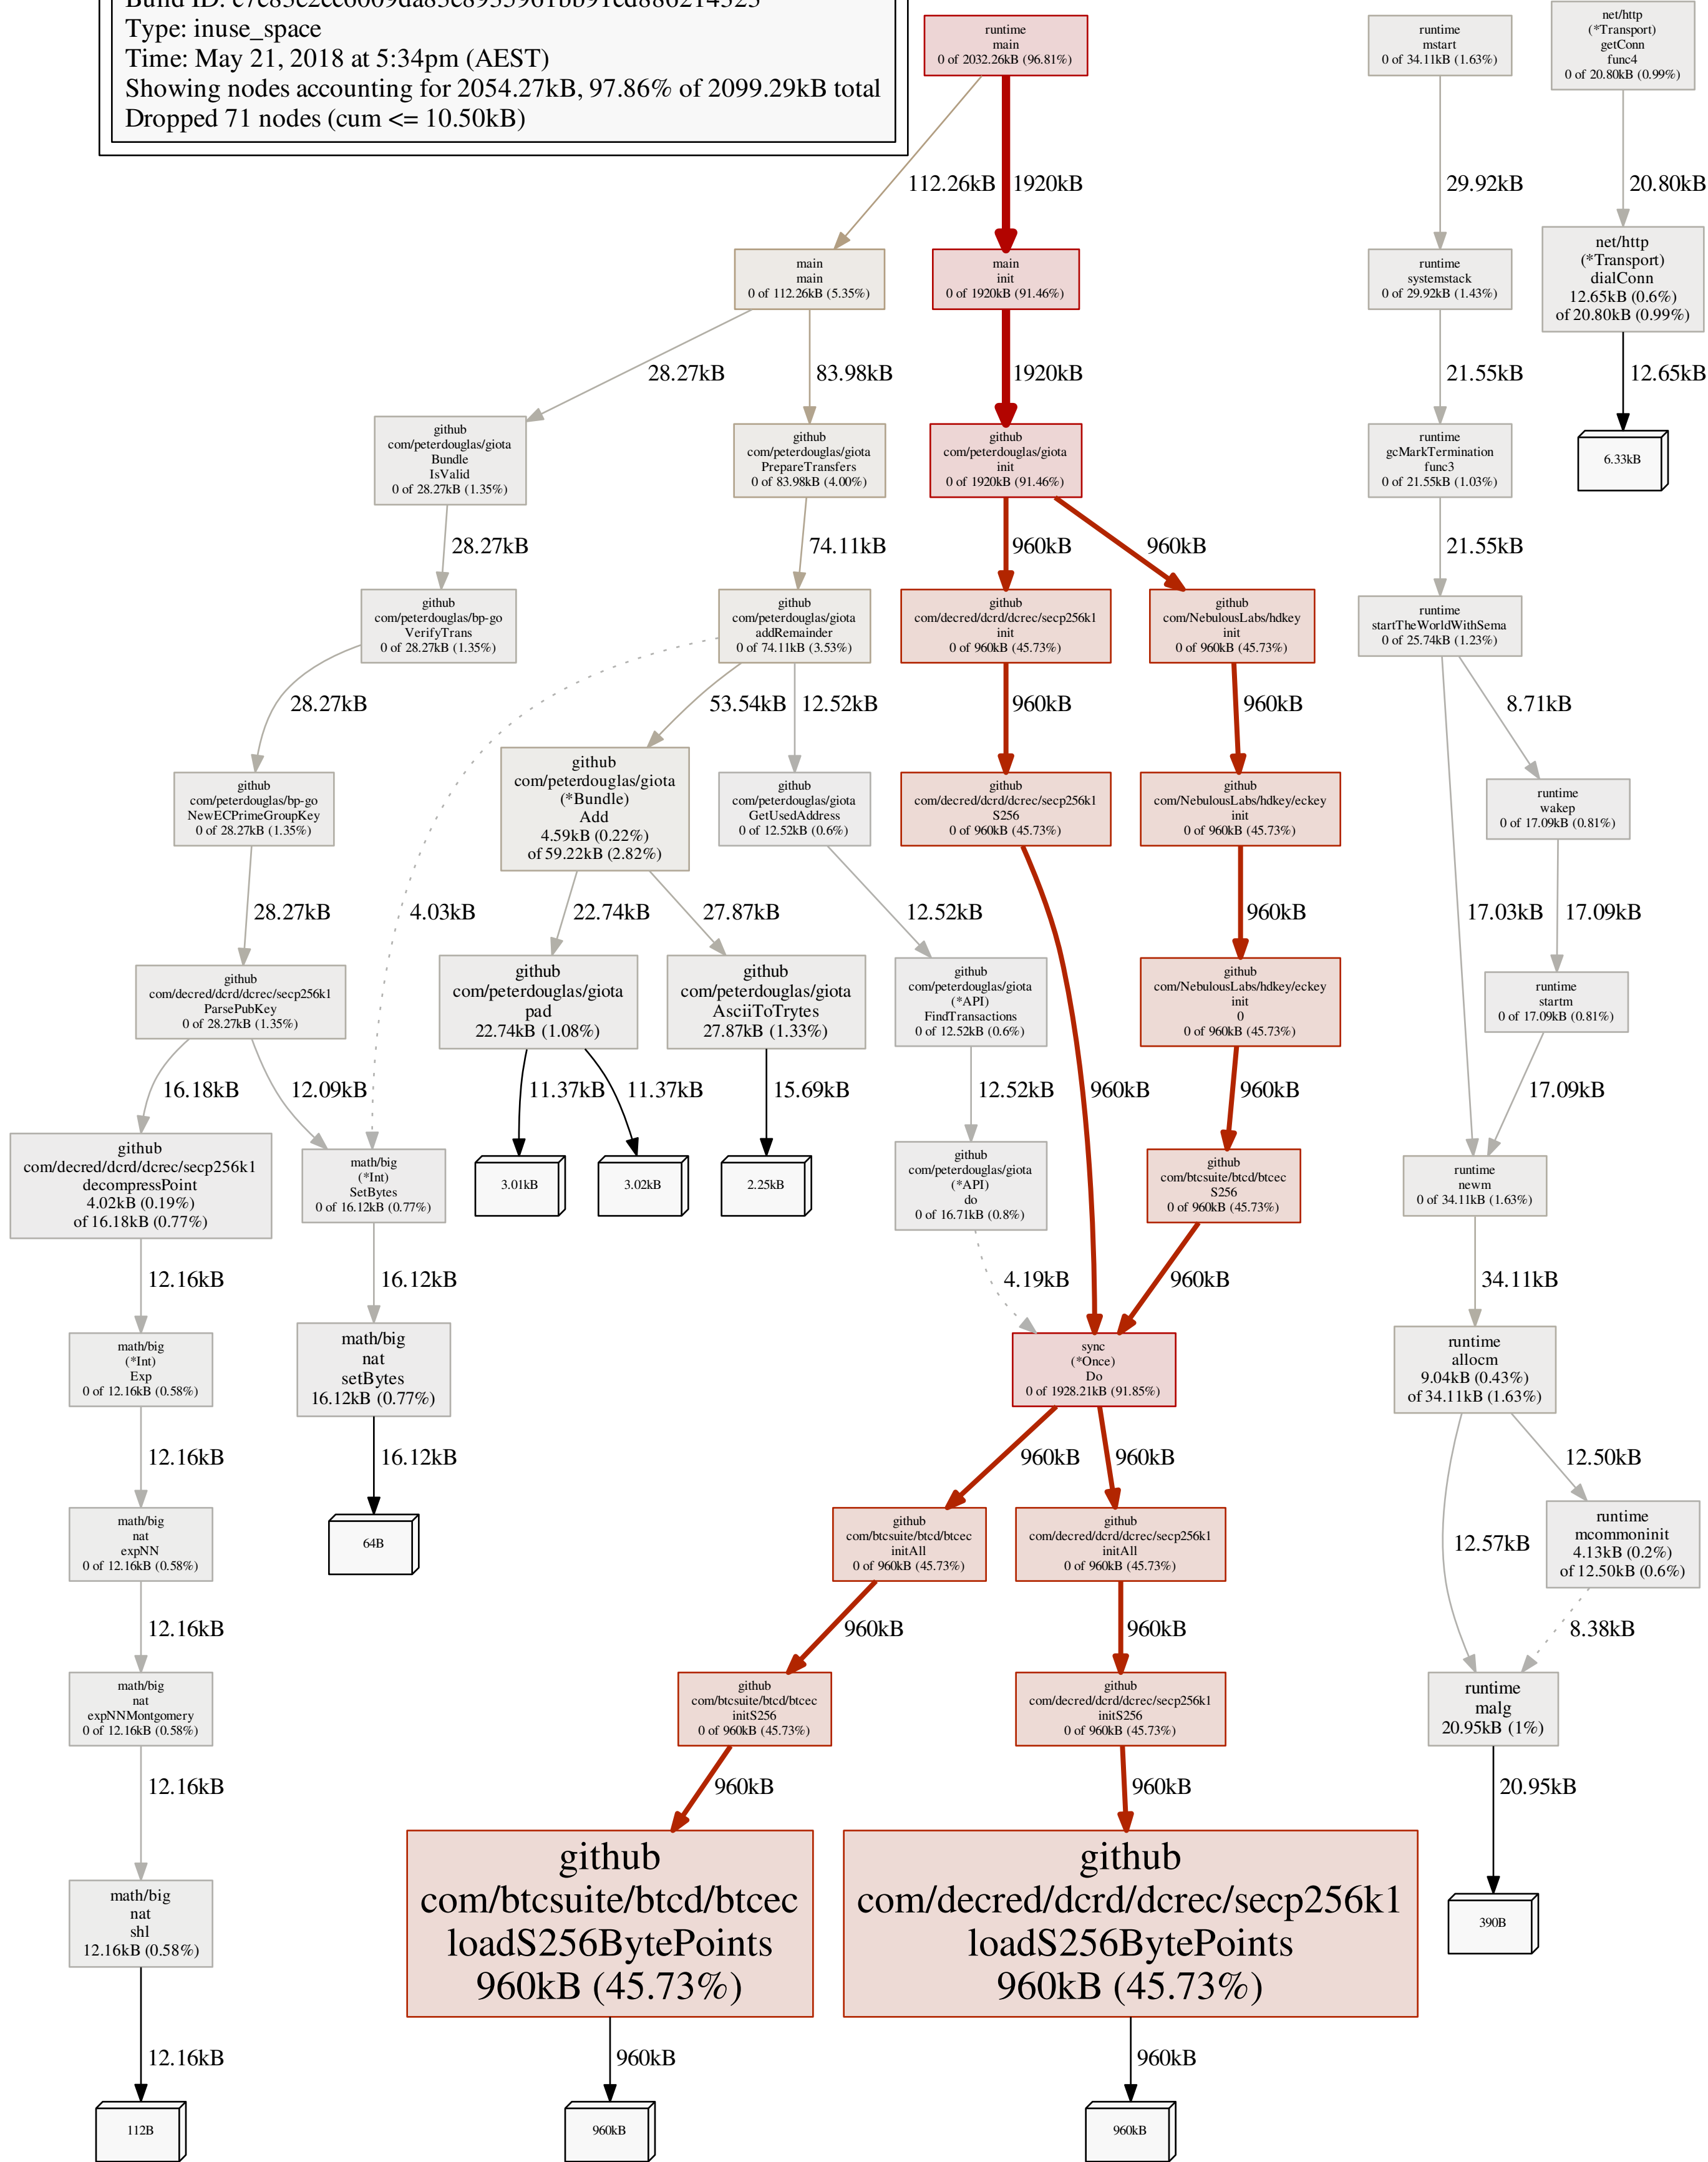 Type: inuse_space
Time: May 21, 2018 at 5:34pm (AEST)
Showing nodes accounting for 2054.27kB, 97.86% of 2099.29kB total
Dropped 71 nodes (cum <= 10.50kB)
runtime
main
0 of 2032.26kB (96.81%)
runtime
mstart
0 of 34.11kB (1.63%)
net/http
(*Transport)
getConn
func4
0 of 20.80kB (0.99%)
112.26kB
1920kB
29.92kB
20.80kB
main
main
0 of 112.26kB (5.35%)
main
init
0 of 1920kB (91.46%)
runtime
systemstack
0 of 29.92kB (1.43%)
net/http
(*Transport)
dialConn
12.65kB (0.6%)
of 20.80kB (0.99%)
28.27kB
83.98kB
1920kB
21.55kB
12.65kB
github
com/peterdouglas/giota
Bundle
IsValid
0 of 28.27kB (1.35%)
github
com/peterdouglas/giota
PrepareTransfers
0 of 83.98kB (4.00%)
github
com/peterdouglas/giota
init
0 of 1920kB (91.46%)
runtime
gcMarkTermination
func3
0 of 21.55kB (1.03%)
6.33kB
28.27kB
74.11kB
960kB
960kB
21.55kB
github
com/peterdouglas/bp-go
VerifyTrans
0 of 28.27kB (1.35%)
github
com/peterdouglas/giota
addRemainder
0 of 74.11kB (3.53%)
github
com/decred/dcrd/dcrec/secp256k1
init
0 of 960kB (45.73%)
github
com/NebulousLabs/hdkey
init
0 of 960kB (45.73%)
runtime
startTheWorldWithSema
0 of 25.74kB (1.23%)
28.27kB
53.54kB
12.52kB
960kB
960kB
8.71kB
github
com/peterdouglas/bp-go
NewECPrimeGroupKey
0 of 28.27kB (1.35%)
github
com/peterdouglas/giota
(*Bundle)
Add
4.59kB (0.22%)
of 59.22kB (2.82%)
github
com/peterdouglas/giota
GetUsedAddress
0 of 12.52kB (0.6%)
github
com/decred/dcrd/dcrec/secp256k1
S256
0 of 960kB (45.73%)
github
com/NebulousLabs/hdkey/eckey
init
0 of 960kB (45.73%)
runtime
wakep
0 of 17.09kB (0.81%)
28.27kB
4.03kB
22.74kB
27.87kB
12.52kB
960kB
17.03kB
17.09kB
github
com/decred/dcrd/dcrec/secp256k1
ParsePubKey
0 of 28.27kB (1.35%)
github
com/peterdouglas/giota
pad
22.74kB (1.08%)
github
com/peterdouglas/giota
AsciiToTrytes
27.87kB (1.33%)
github
com/peterdouglas/giota
(*API)
FindTransactions
0 of 12.52kB (0.6%)
github
com/NebulousLabs/hdkey/eckey
init
0
0 of 960kB (45.73%)
runtime
startm
0 of 17.09kB (0.81%)
16.18kB
12.09kB
11.37kB
11.37kB
15.69kB
12.52kB
960kB
960kB
17.09kB
github
com/decred/dcrd/dcrec/secp256k1
decompressPoint
4.02kB (0.19%)
of 16.18kB (0.77%)
math/big
(*Int)
SetBytes
0 of 16.12kB (0.77%)
3.01kB
3.02kB
2.25kB
github
com/peterdouglas/giota
(*API)
do
0 of 16.71kB (0.8%)
github
com/btcsuite/btcd/btcec
S256
0 of 960kB (45.73%)
runtime
newm
0 of 34.11kB (1.63%)
12.16kB
16.12kB
4.19kB
960kB
34.11kB
math/big
(*Int)
Exp
0 of 12.16kB (0.58%)
math/big
nat
setBytes
16.12kB (0.77%)
sync
(*Once)
Do
0 of 1928.21kB (91.85%)
runtime
allocm
9.04kB (0.43%)
of 34.11kB (1.63%)
12.16kB
16.12kB
960kB
960kB
12.50kB
math/big
nat
expNN
0 of 12.16kB (0.58%)
64B
github
com/btcsuite/btcd/btcec
initAll
0 of 960kB (45.73%)
github
com/decred/dcrd/dcrec/secp256k1
initAll
0 of 960kB (45.73%)
12.57kB
runtime
mcommoninit
4.13kB (0.2%)
of 12.50kB (0.6%)
12.16kB
960kB
960kB
8.38kB
math/big
nat
expNNMontgomery
0 of 12.16kB (0.58%)
github
com/btcsuite/btcd/btcec
initS256
0 of 960kB (45.73%)
github
com/decred/dcrd/dcrec/secp256k1
initS256
0 of 960kB (45.73%)
runtime
malg
20.95kB (1%)
12.16kB
960kB
960kB
20.95kB
math/big
nat
shl
12.16kB (0.58%)
github
com/btcsuite/btcd/btcec
loadS256BytePoints
960kB (45.73%)
github
com/decred/dcrd/dcrec/secp256k1
loadS256BytePoints
960kB (45.73%)
390B
12.16kB
960kB
960kB
112B
960kB
960kB